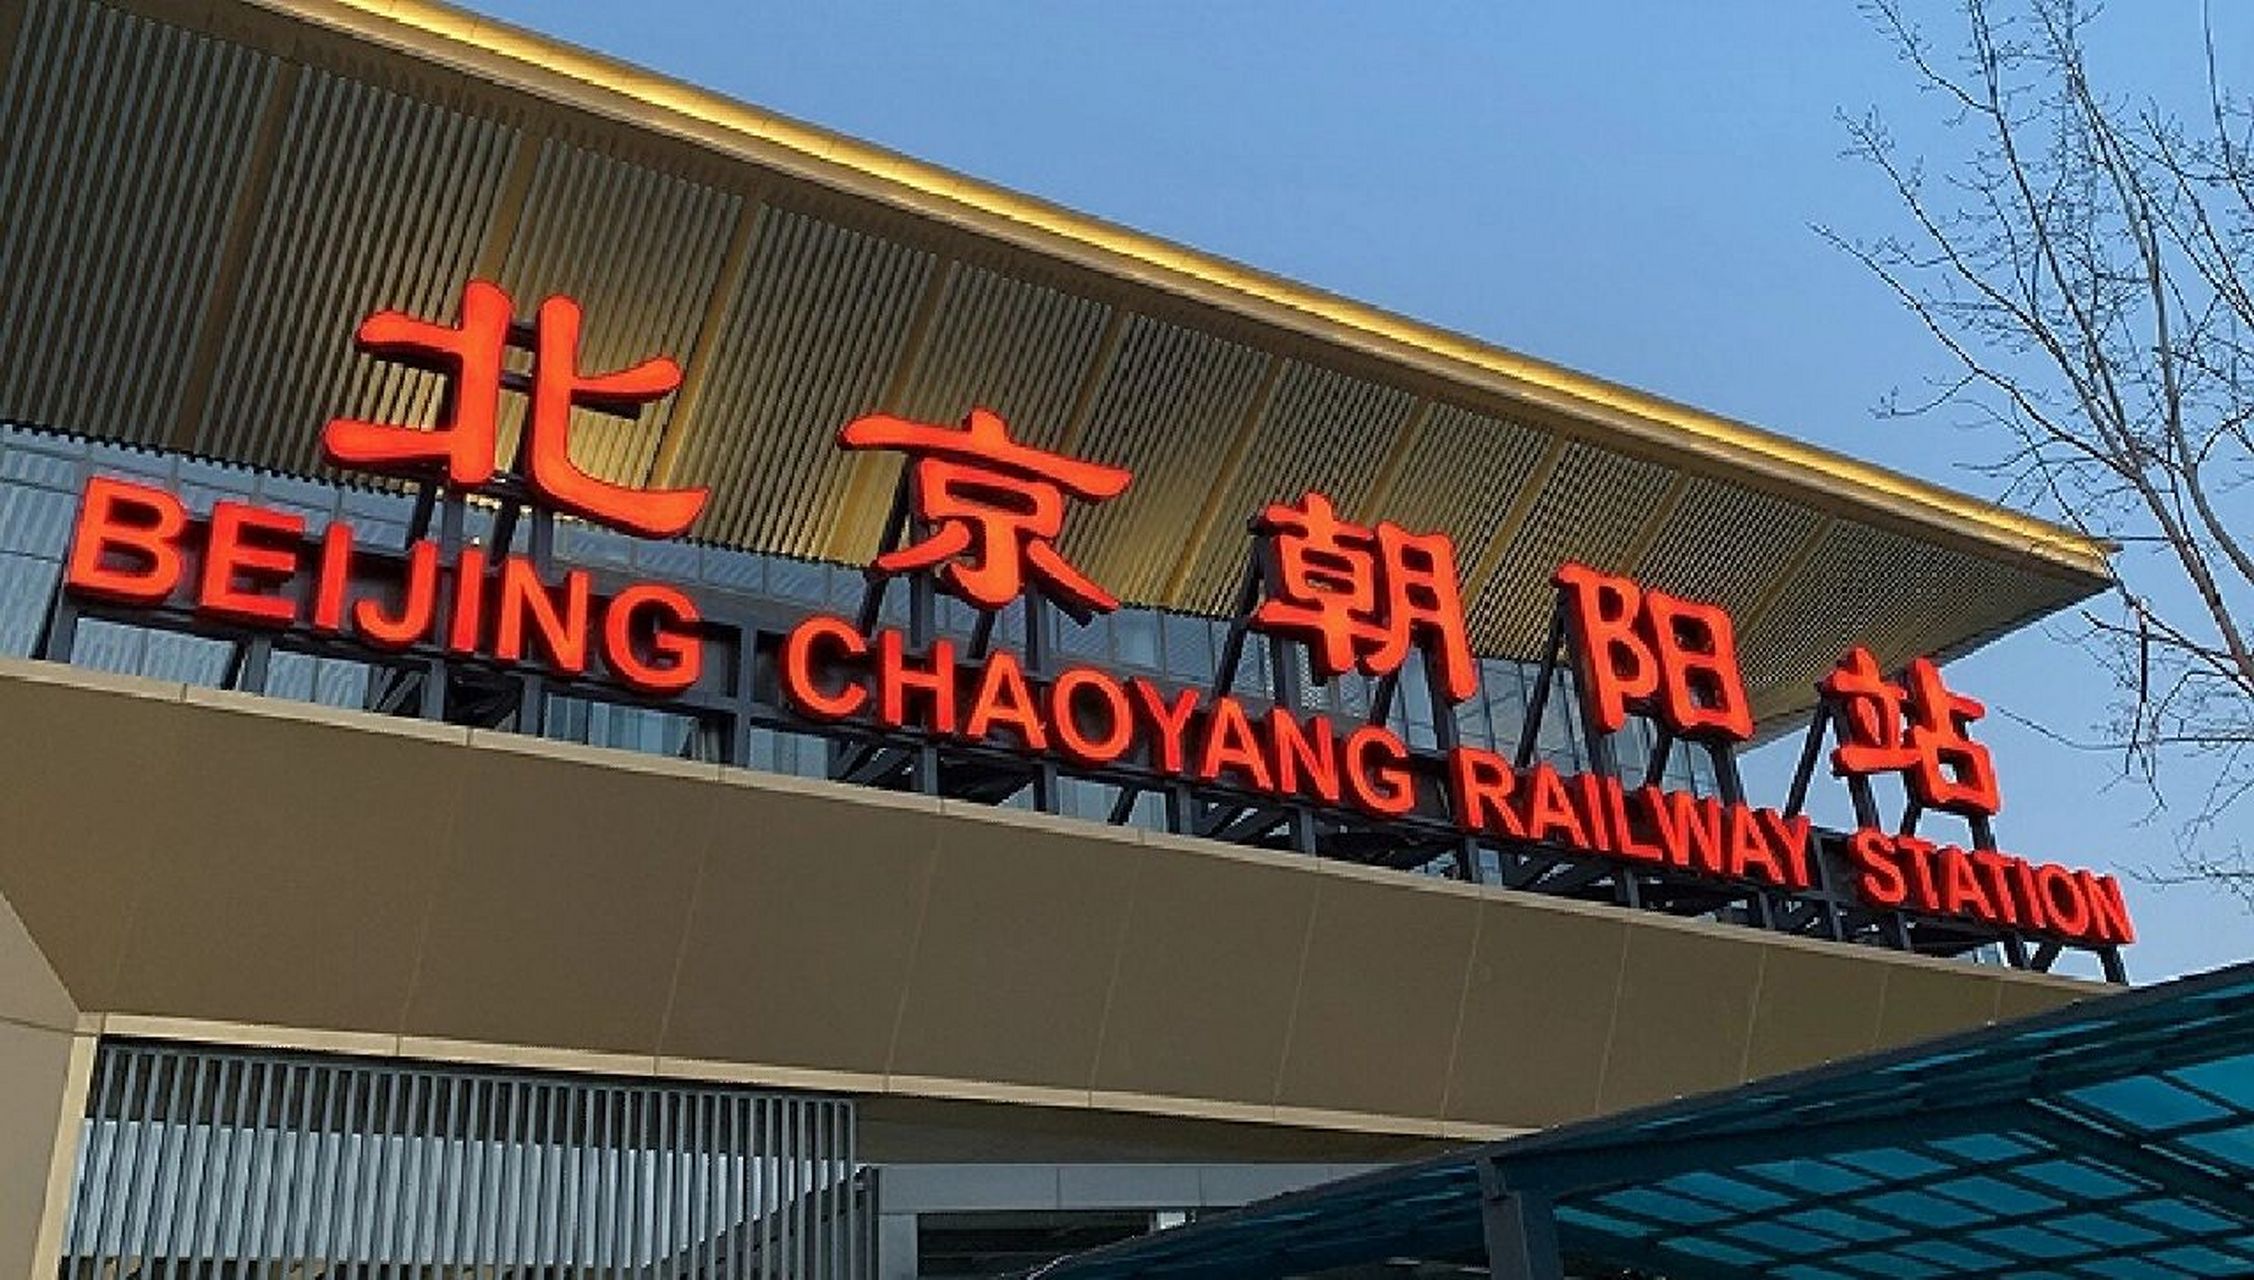 北京朝阳站
BEIJING CHAOYANG RAILWAY STATION